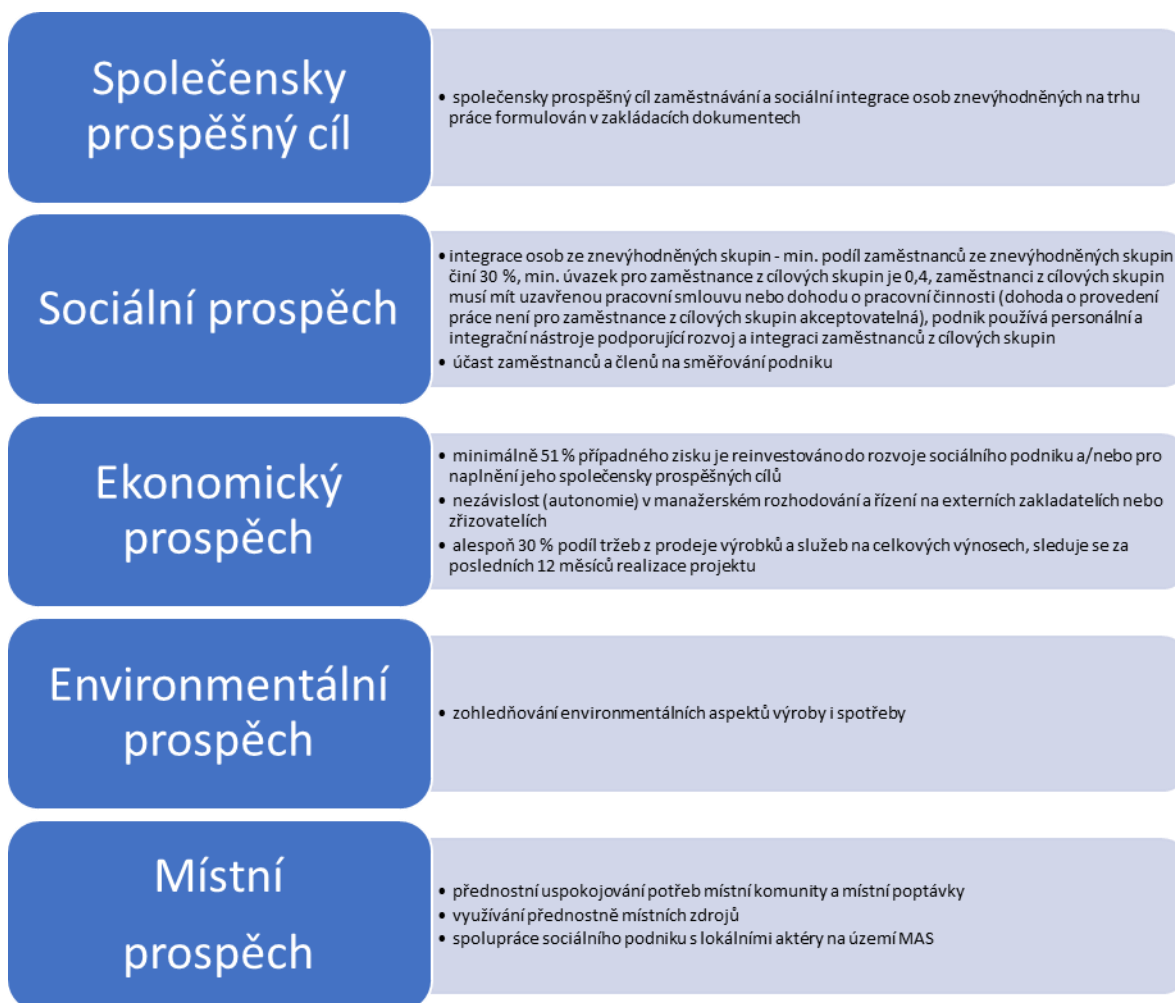 Společensky
prospěšný cíl
• společensky prospěšný cíl zaměstnávání a sociální integrace osob znevýhodněných na trhu
práce formulován v zakládacích dokumentech
Sociální prospěch
• integrace osob ze znevýhodněných skupin - min. podíl zaměstnanců ze znevýhodněných skupin
činí 30 %, min. úvazek pro zaměstnance z cílových skupin je 0,4, zaměstnanci z cílových skupin
musí mít uzavřenou pracovní smlouvu nebo dohodu o pracovní činnosti (dohoda o provedení
práce není pro zaměstnance z cílových skupin akceptovatelná), podnik používá personální a
integrační nástroje podporující rozvoj a integraci zaměstnanců z cílových skupin
• účast zaměstnanců a členů na směřování podniku
Ekonomický
prospěch
• minimálně 51 % případného zisku je reinvestováno do rozvoje sociálního podniku a/nebo pro
naplnění jeho společensky prospěšných cílů
• nezávislost (autonomie) v manažerském rozhodování a řízení na externích zakladatelích nebo
zřizovatelích
• alespoň 30 % podíl tržeb z prodeje výrobků a služeb na celkových výnosech, sleduje se za
posledních 12 měsíců realizace projektu
Environmentální
prospěch
• zohledňování environmentálních aspektů výroby i spotřeby
Místní
prospěch
• přednostní uspokojování potřeb místní komunity a místní poptávky
• využívání přednostně místních zdrojů
• spolupráce sociálního podniku s lokálními aktéry na území MAS